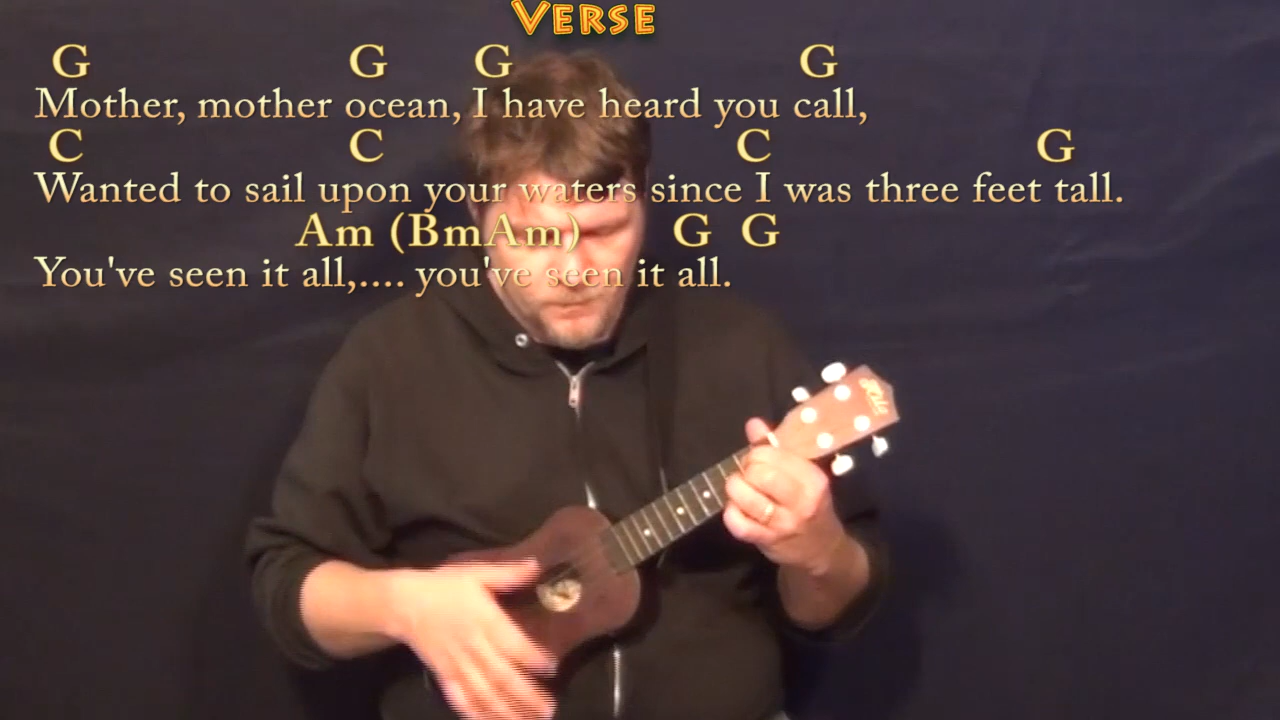 VERSE
G G G G
Mother, mother ocean, I have heard you call,
C C C G
Wanted to sail upon your waters since I was three feet tall.
Am (BmAm) G G
You've seen it all,.... you've seen it all.
Hilo